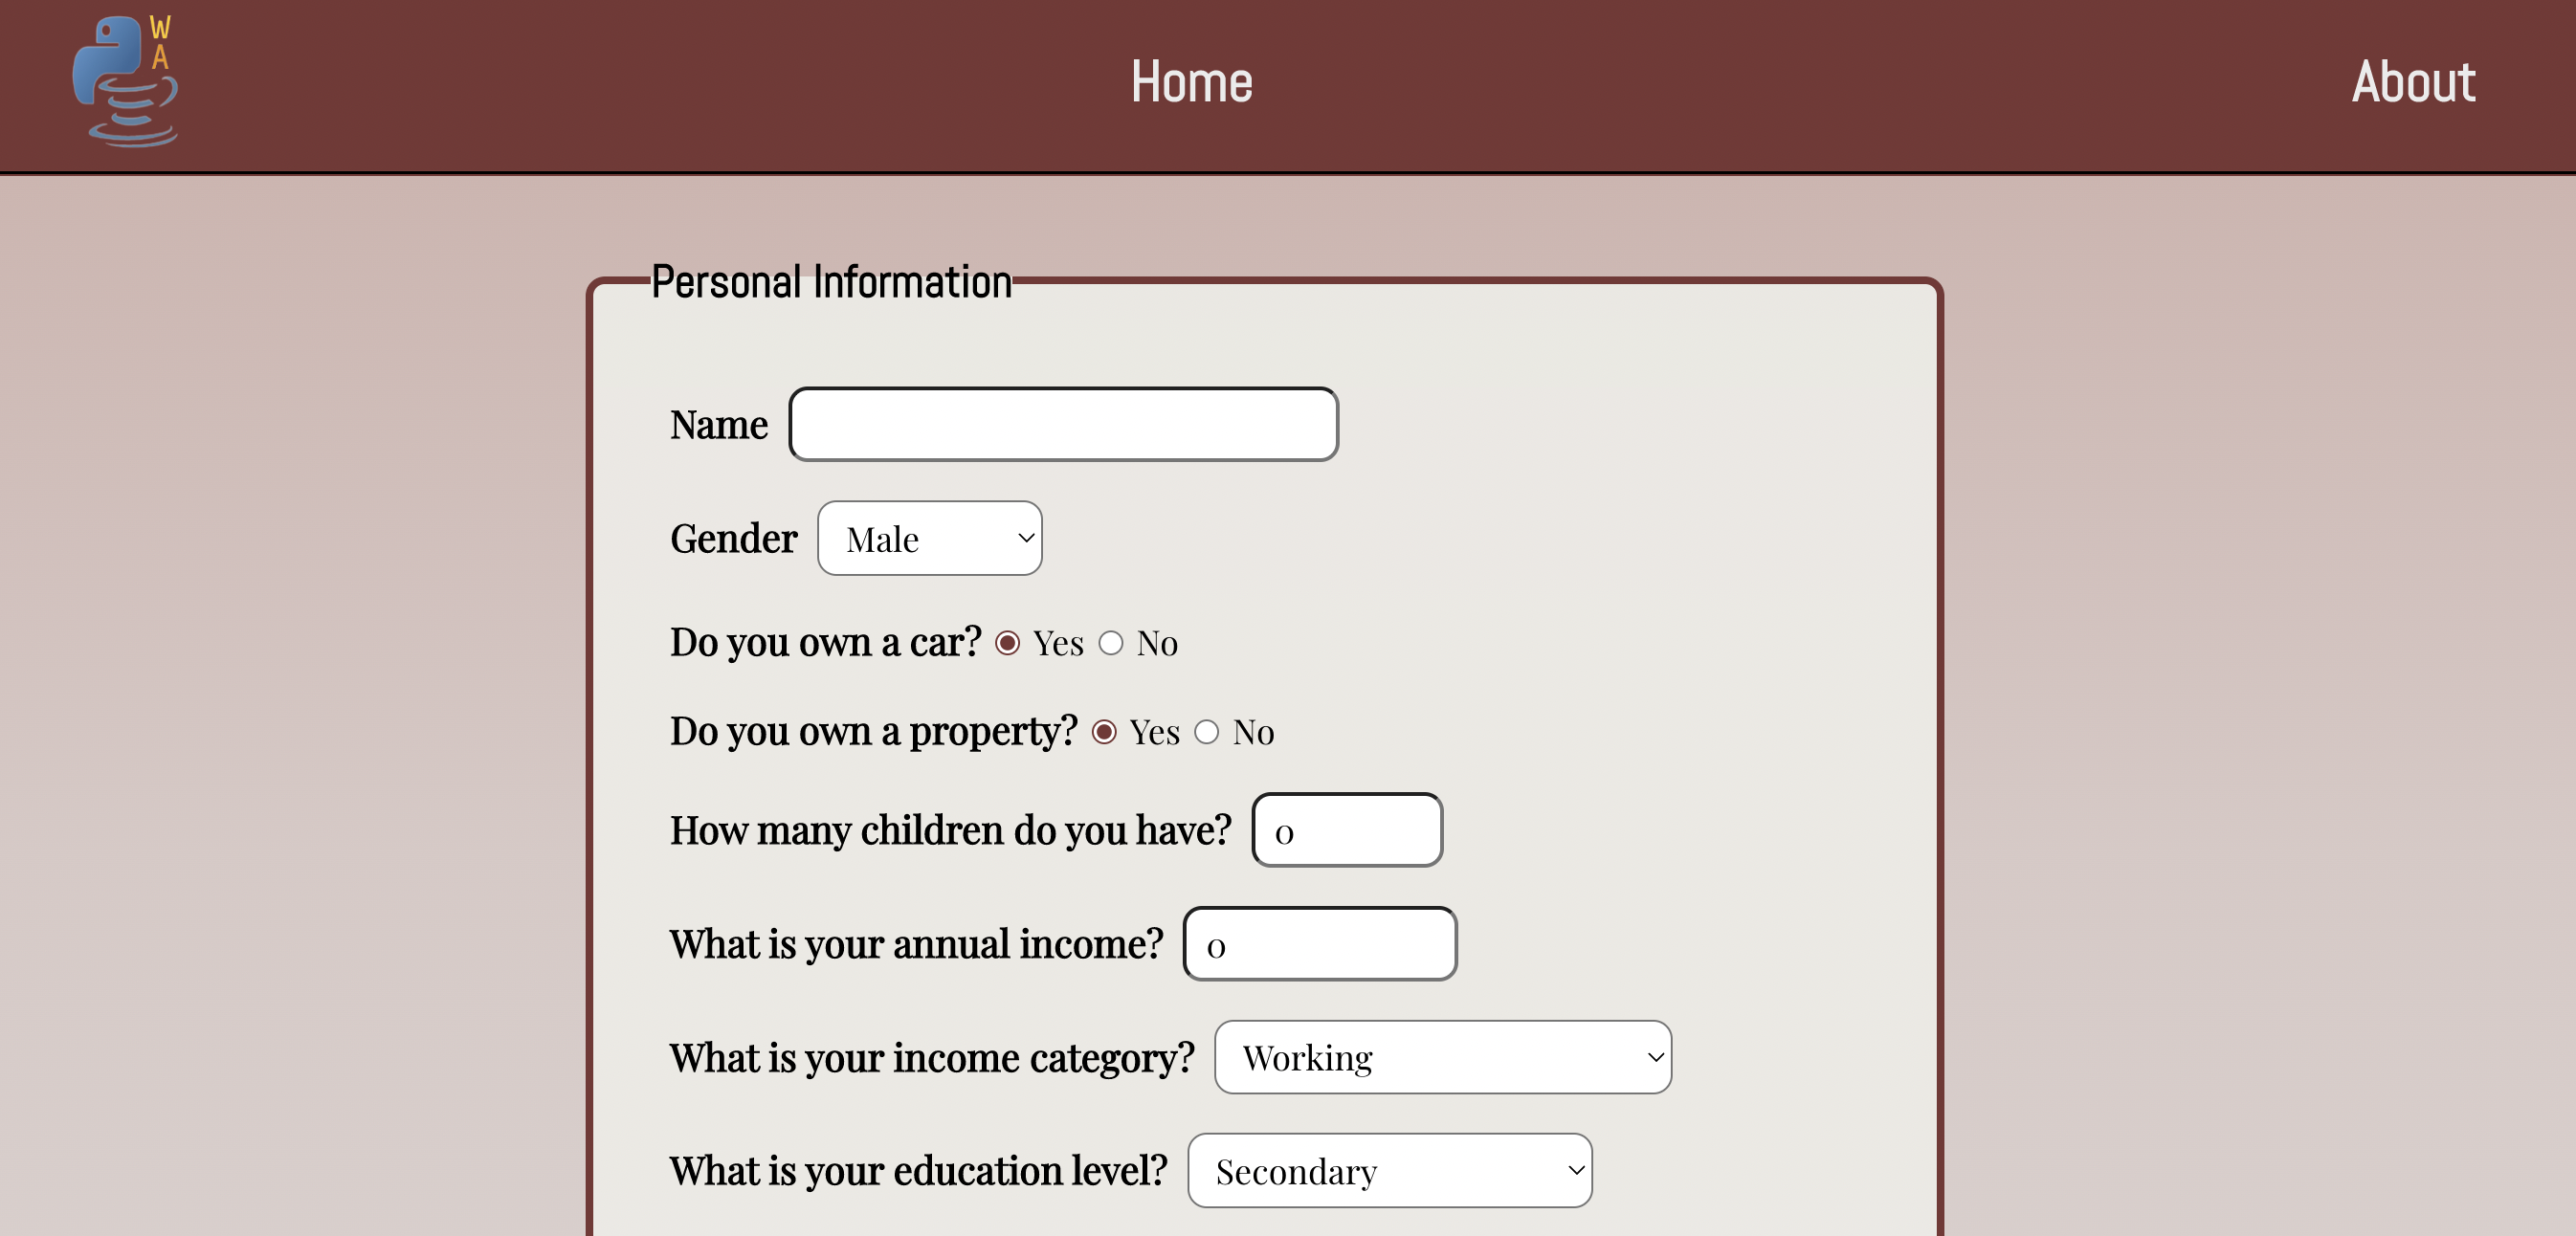 W
A
Home
About
Personal Information
Name
Gender Male
Do you own a car? Yes No
Do you own a property? Yes No
How many children do you have? 0
What is your annual income? 0
What is your income category? Working
What is your education level? Secondary